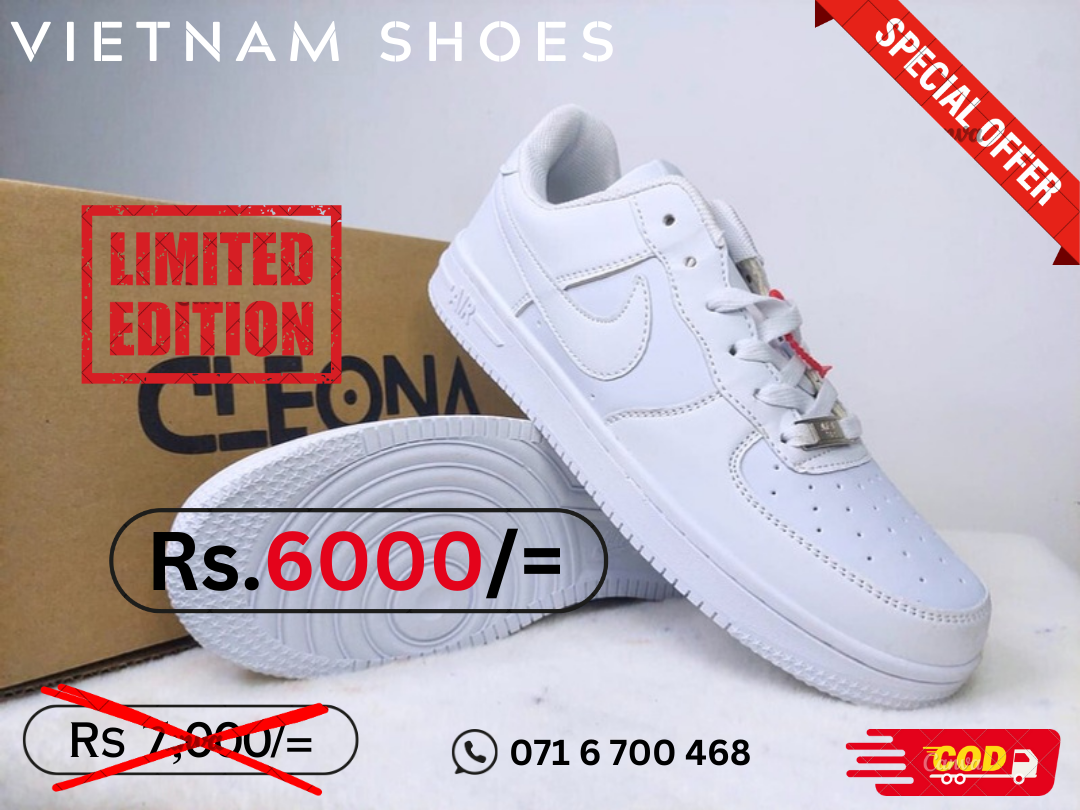 VIETNAM SHOES
SPECIAL OFFER
LIMITED
EDITION
CLEONA
AIR
Rs.6000/=
Rs 7,000/=
071 6 700 468
COD